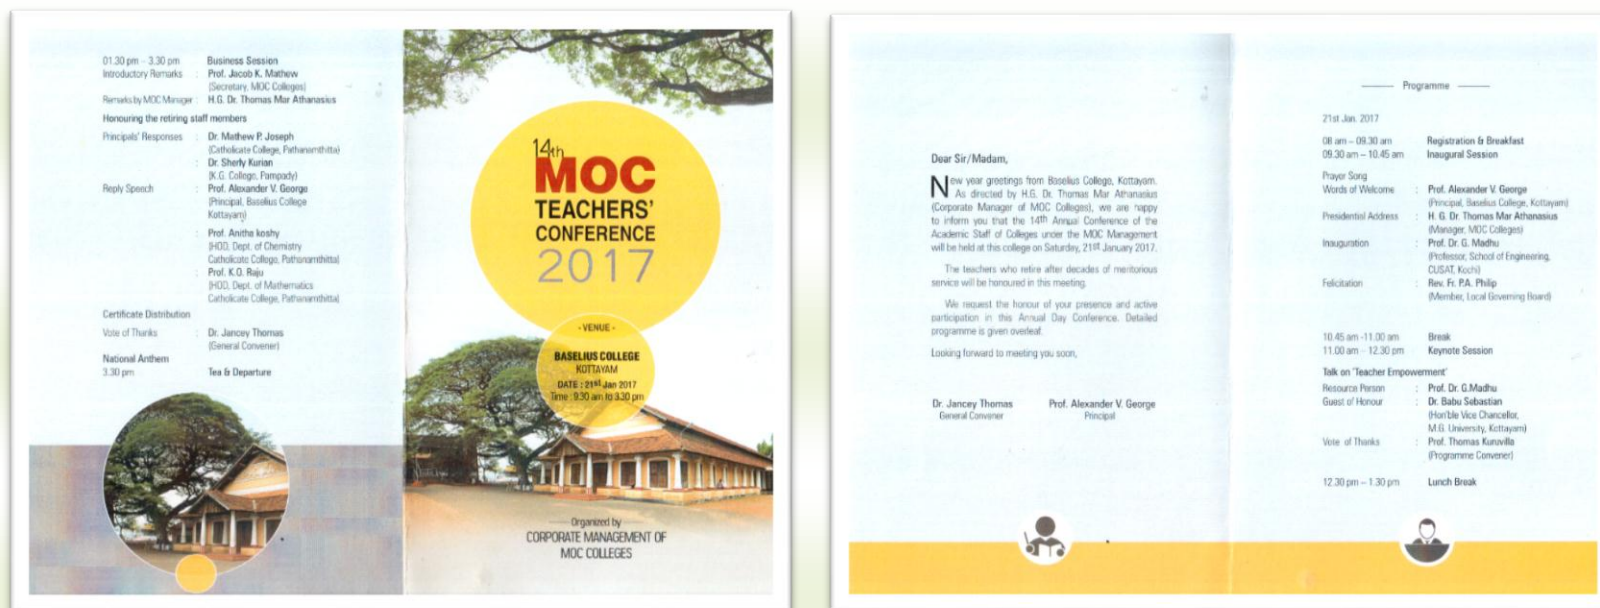 01.30 pm – 3.30 pm Business Session
Introductory Remarks : Prof. Jacob K. Mathew
(Secretary, MOC Colleges)
Remarks by MOC Manager : H.G. Dr. Thomas Mar Athanasius
Honouring the retiring staff members
Principals' Responses : Dr. Mathew P. Joseph
(Catholicate College, Pathanamthitta)
: Dr. Sherly Kurian
(K.G. College, Pampady)
Reply Speech : Prof. Alexander V. George
(Principal, Baselius College
Kottayam)
: Prof. Anitha koshy
(HOD, Dept. of Chemistry
Catholicate College, Pathanamthitta)
: Prof. K.O. Raju
(HOD, Dept. of Mathematics
Catholicate College, Pathanamthitta)
Certificate Distribution
Vote of Thanks : Dr. Jancey Thomas
(General Convener)
National Anthem
3.30 pm Tea & Departure
14th
MOC
TEACHERS'
CONFERENCE
2017
- VENUE -
BASELIUS COLLEGE
KOTTAYAM
DATE : 21st Jan 2017
Time : 9.30 am to 3.30 pm
Organized by
CORPORATE MANAGEMENT OF
MOC COLLEGES
Dear Sir/Madam,
New year greetings from Baselius College, Kottayam.
As directed by H.G. Dr. Thomas Mar Athanasius
(Corporate Manager of MOC Colleges), we are happy
to inform you that the 14th Annual Conference of the
Academic Staff of Colleges under the MOC Management
will be held at this college on Saturday, 21st January 2017.
The teachers who retire after decades of meritorious
service will be honoured in this meeting.
We request the honour of your presence and active
participation in this Annual Day Conference. Detailed
programme is given overleaf.
Looking forward to meeting you soon,
Dr. Jancey Thomas Prof. Alexander V. George
General Convener Principal
Programme
21st Jan. 2017
08 am – 09.30 am Registration & Breakfast
09.30 am – 10.45 am Inaugural Session
Prayer Song
Words of Welcome : Prof. Alexander V. George
(Principal, Baselius College, Kottayam)
Presidential Address : H. G. Dr. Thomas Mar Athanasius
(Manager, MOC Colleges)
Inauguration : Prof. Dr. G. Madhu
(Professor, School of Engineering,
CUSAT, Kochi)
Felicitation : Rev. Fr. P.A. Philip
(Member, Local Governing Board)
10.45 am -11.00 am Break
11.00 am – 12.30 pm Keynote Session
Talk on 'Teacher Empowerment'
Resource Person : Prof. Dr. G.Madhu
Guest of Honour : Dr. Babu Sebastian
(Hon'ble Vice Chancellor,
M.G. University, Kottayam)
Vote of Thanks : Prof. Thomas Kuruvilla
(Programme Convener)
12.30 pm – 1.30 pm Lunch Break